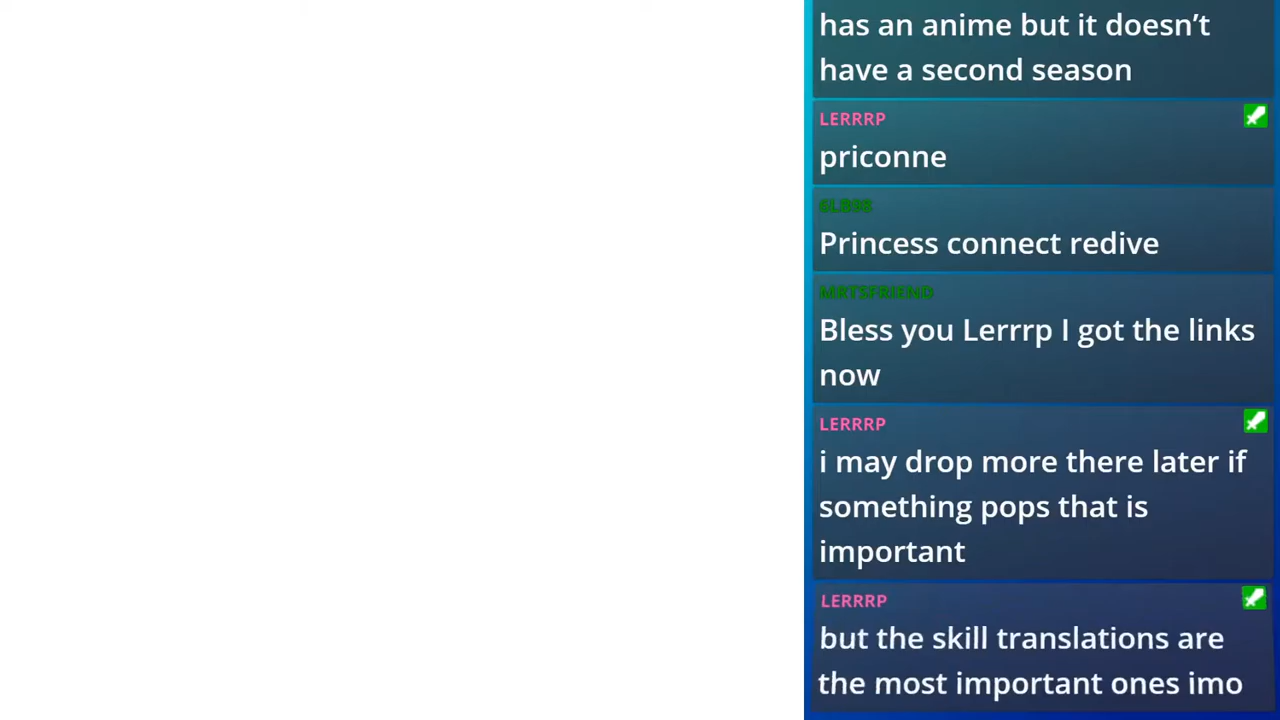 has an anime but it doesn’t
have a second season
LERRRP
priconne
Princess connect redive
MRTSFRIEND
Bless you Lerrrp I got the links
now
LERRRP
i may drop more there later if
something pops that is
important
LERRRP
but the skill translations are
the most important ones imo